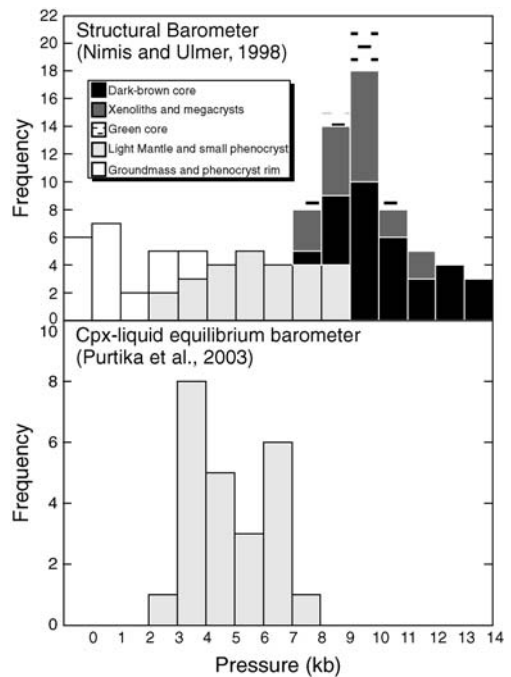 Structural Barometer
(Nimis and Ulmer, 1998)
Dark-brown core
Xenoliths and megacrysts
Green core
Light Mantle and small phenocryst
Groundmass and phenocryst rim
Frequency
22
20
18
16
14
12
10
8
6
4
2
0
Cpx-liquid equilibrium barometer
(Purtika et al., 2003)
Frequency
10
8
6
4
2
0
0 1 2 3 4 5 6 7 8 9 10 11 12 13 14
Pressure (kb)